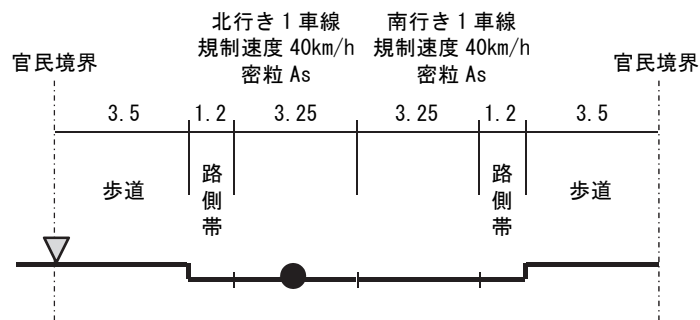 北行き 1 車線
規制速度 40km/h
密粒 As
南行き 1 車線
規制速度 40km/h
密粒 As
官民境界
官民境界
3.5
1.2
3.25
3.25
1.2
3.5
歩道
路側帯
路側帯
歩道